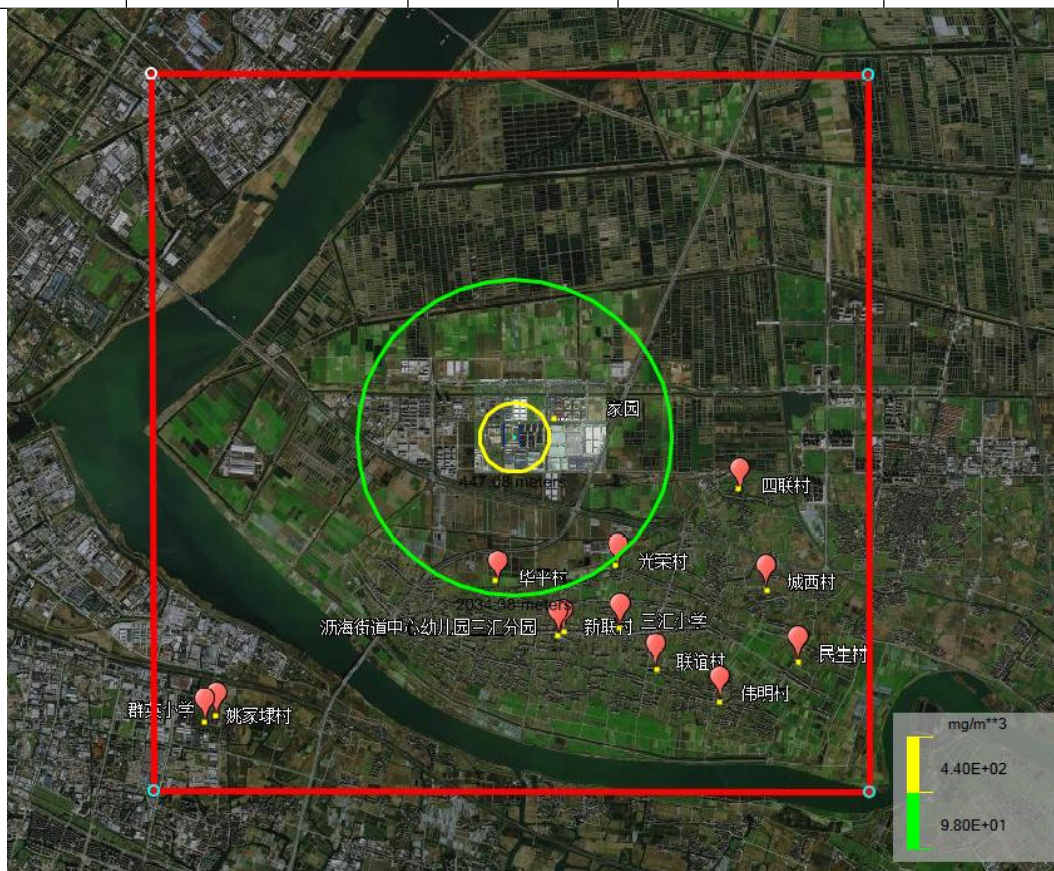 家园
447.08 meters
四联村
光荣村
华平村
城西村
2034.38 meters
沥海街道中心幼儿园三汇分园
新联村
三汇小学
民生村
联谊村
伟明村
群英小学
姚家埭村
mg/m**3
4.40E+02
9.80E+01